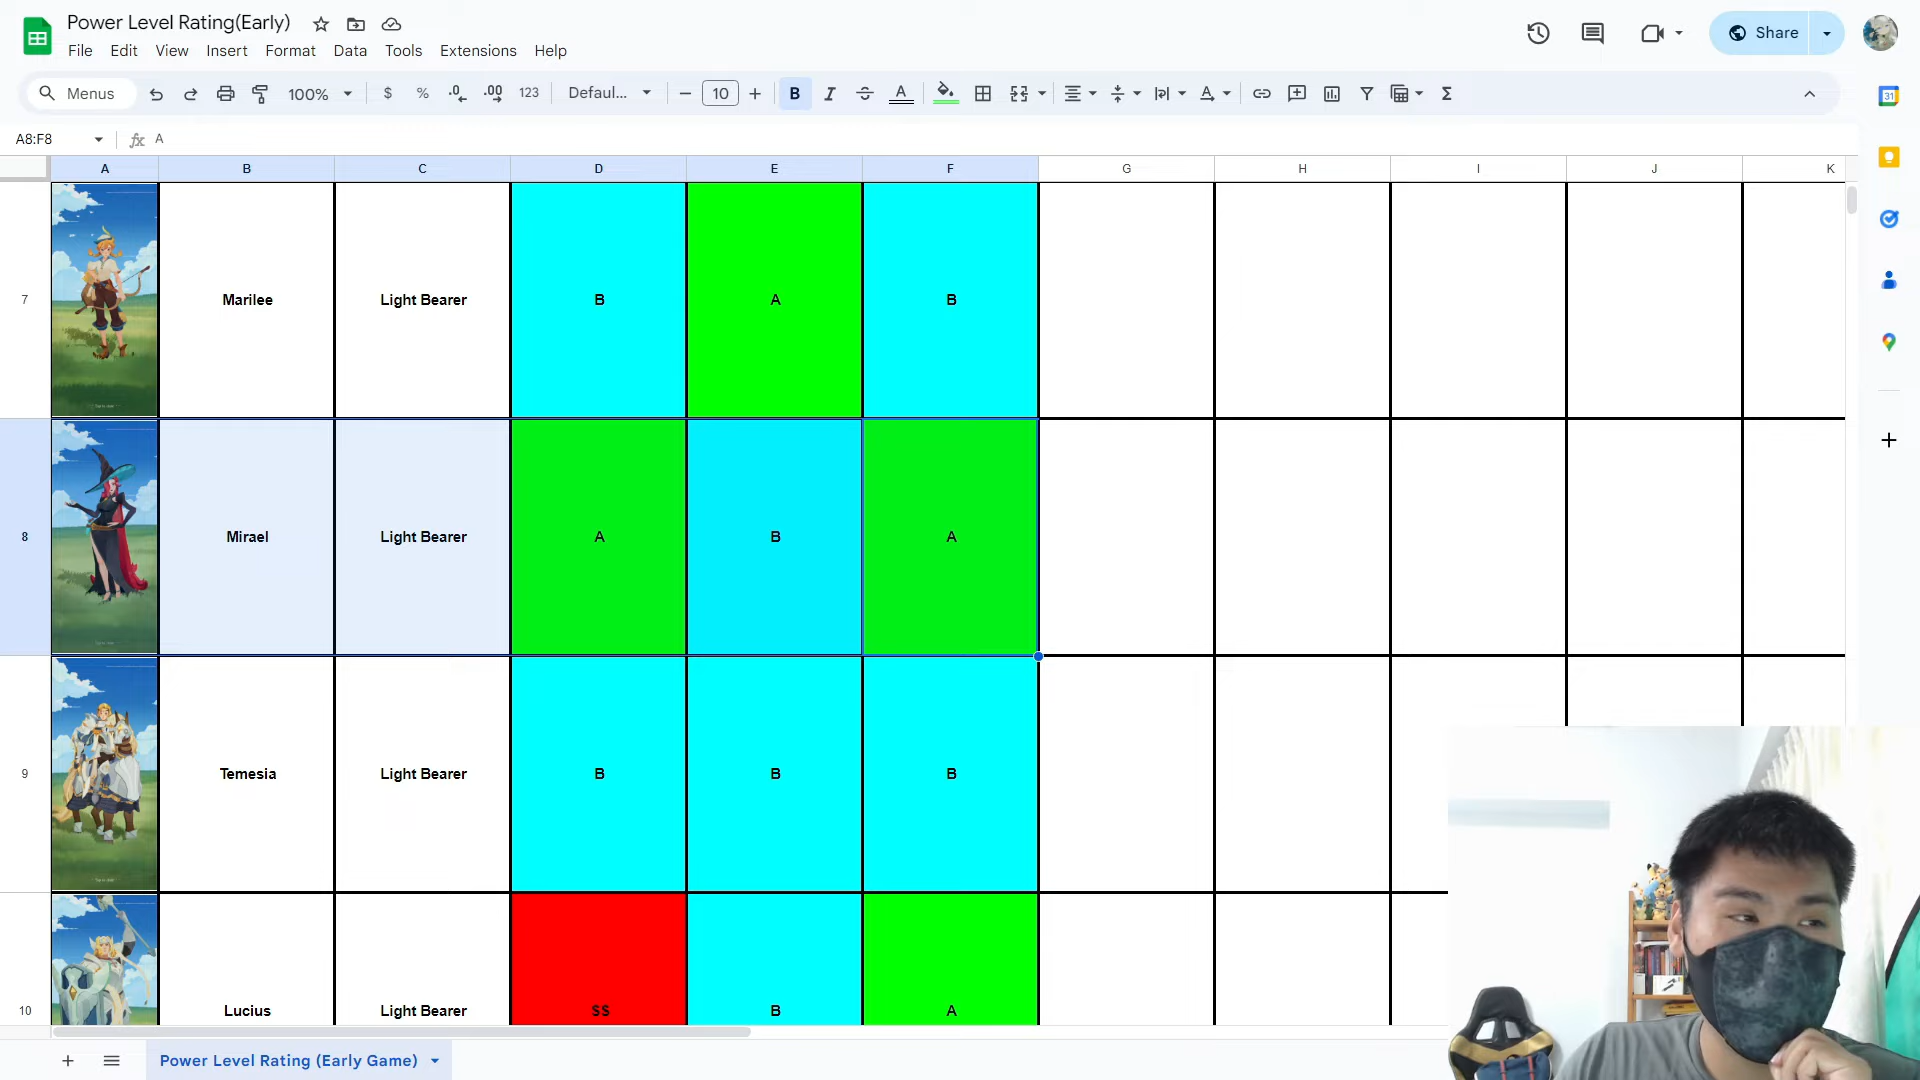 Power Level Rating(Early)
File Edit View Insert Format Data Tools Extensions Help
Share
Menus 100% $ % .0 .00 123 Defaul... 10 B I A A Σ
31
A8:F8 fx A
A B C D E F G H I J K
7 Marilee Light Bearer B A B
8 Mirael Light Bearer A B A
9 Temesia Light Bearer B B B
10 Lucius Light Bearer SS B A
Power Level Rating (Early Game)